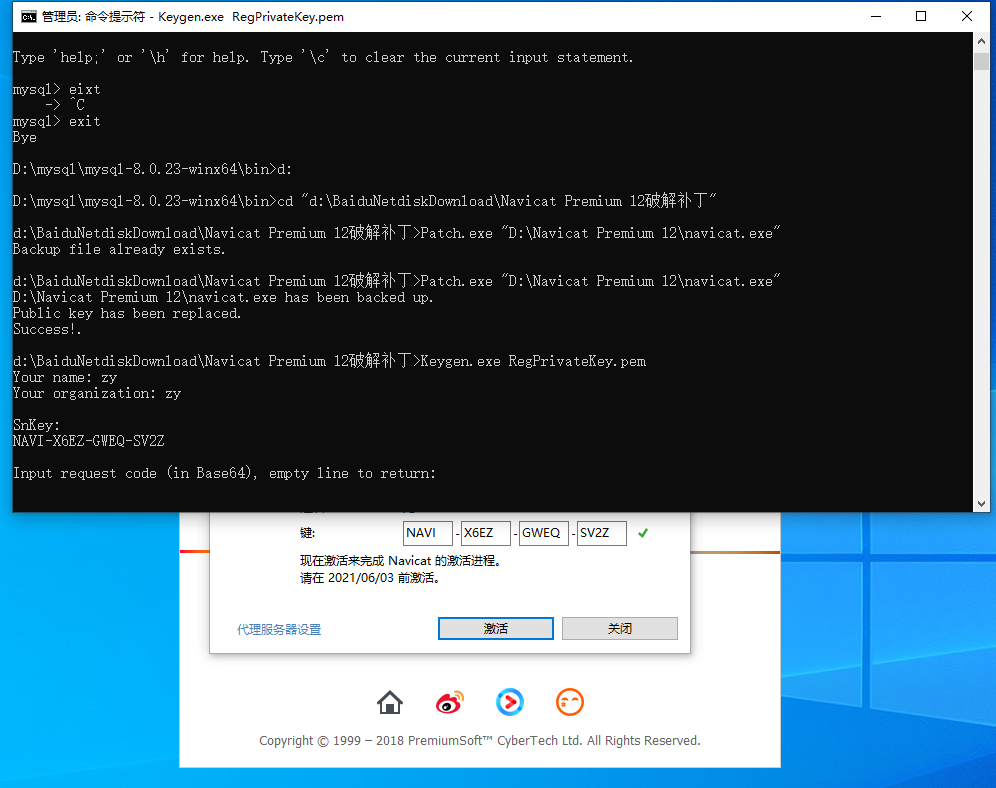 管理员: 命令提示符 - Keygen.exe  RegPrivateKey.pem
Type 'help;' or '\h' for help. Type '\c' to clear the current input statement.
mysql> eixt
    -> ^C
mysql> exit
Bye
D:\mysql\mysql-8.0.23-winx64\bin>d:
D:\mysql\mysql-8.0.23-winx64\bin>cd "d:\BaiduNetdiskDownload\Navicat Premium 12破解补丁"
d:\BaiduNetdiskDownload\Navicat Premium 12破解补丁>Patch.exe "D:\Navicat Premium 12\navicat.exe"
Backup file already exists.
d:\BaiduNetdiskDownload\Navicat Premium 12破解补丁>Patch.exe "D:\Navicat Premium 12\navicat.exe"
D:\Navicat Premium 12\navicat.exe has been backed up.
Public key has been replaced.
Success!.
d:\BaiduNetdiskDownload\Navicat Premium 12破解补丁>Keygen.exe RegPrivateKey.pem
Your name: zy
Your organization: zy
SnKey:
NAVI-X6EZ-GWEQ-SV2Z
Input request code (in Base64), empty line to return:
键: NAVI - X6EZ - GWEQ - SV2Z
现在激活来完成 Navicat 的激活进程。
请在 2021/06/03 前激活。
代理服务器设置 激活 关闭
Copyright © 1999 – 2018 PremiumSoft™ CyberTech Ltd. All Rights Reserved.